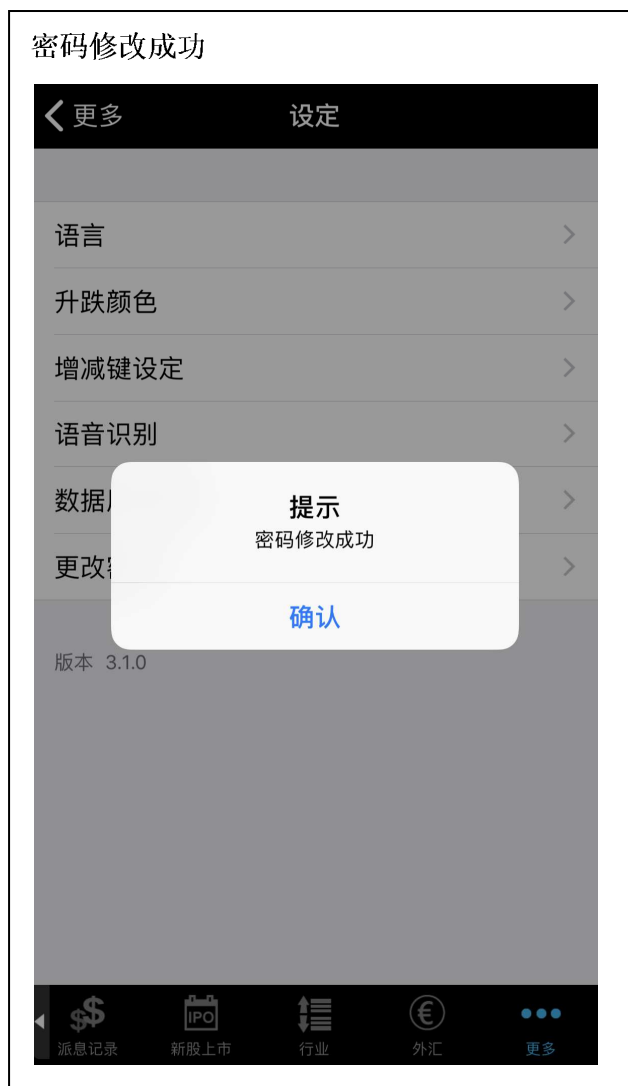 密码修改成功
更多
设定
语言
升跌颜色
增减键设定
语音识别
数据
提示
密码修改成功
更改
确认
版本 3.1.0
IPO
派息记录
新股上市
行业
外汇
更多